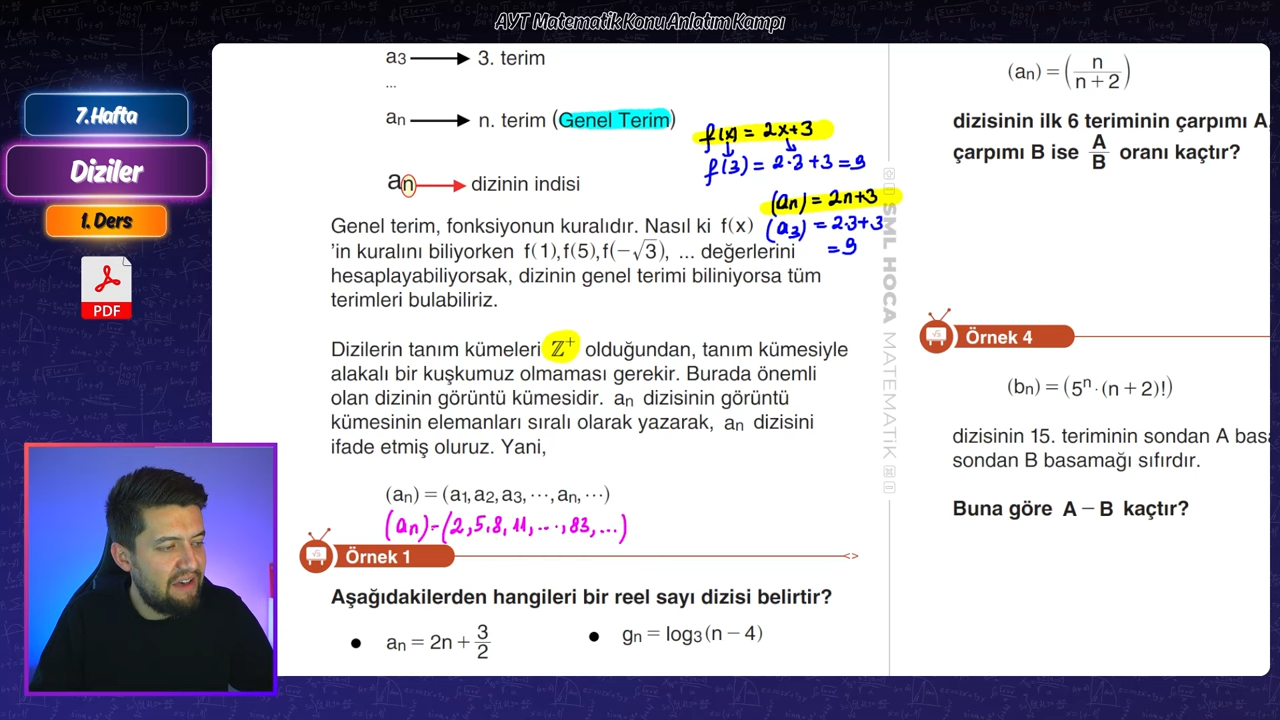 AYT Matematik Konu Anlatım Kampı
7.Hafta
Diziler
1. Ders
PDF
a3 → 3. terim
...
an → n. terim (Genel Terim)
an → dizinin indisi
f(x) = 2x+3
f(3) = 2·3+3 = 9
(an) = 2n+3
(a3) = 2·3+3
= 9
Genel terim, fonksiyonun kuralıdır. Nasıl ki f(x)
'in kuralını biliyorken f(1),f(5),f(−√3), ... değerlerini
hesaplayabiliyorsak, dizinin genel terimi biliniyorsa tüm
terimleri bulabiliriz.
Dizilerin tanım kümeleri ℤ+ olduğundan, tanım kümesiyle
alakalı bir kuşkumuz olmaması gerekir. Burada önemli
olan dizinin görüntü kümesidir. an dizisinin görüntü
kümesinin elemanları sıralı olarak yazarak, an dizisini
ifade etmiş oluruz. Yani,
(an) = (a1, a2, a3, ⋯, an, ⋯)
(an)=(2,5,8,11,...,83,...)
Örnek 1
<>
Aşağıdakilerden hangileri bir reel sayı dizisi belirtir?
• an = 2n + 3/2
• gn = log3(n − 4)
SML HOCA MATEMATİK
(an) = (n/(n+2))
dizisinin ilk 6 teriminin çarpımı A,
çarpımı B ise A/B oranı kaçtır?
Örnek 4
(bn) = (5^n · (n + 2)!)
dizisinin 15. teriminin sondan A bas
sondan B basamağı sıfırdır.
Buna göre A − B kaçtır?